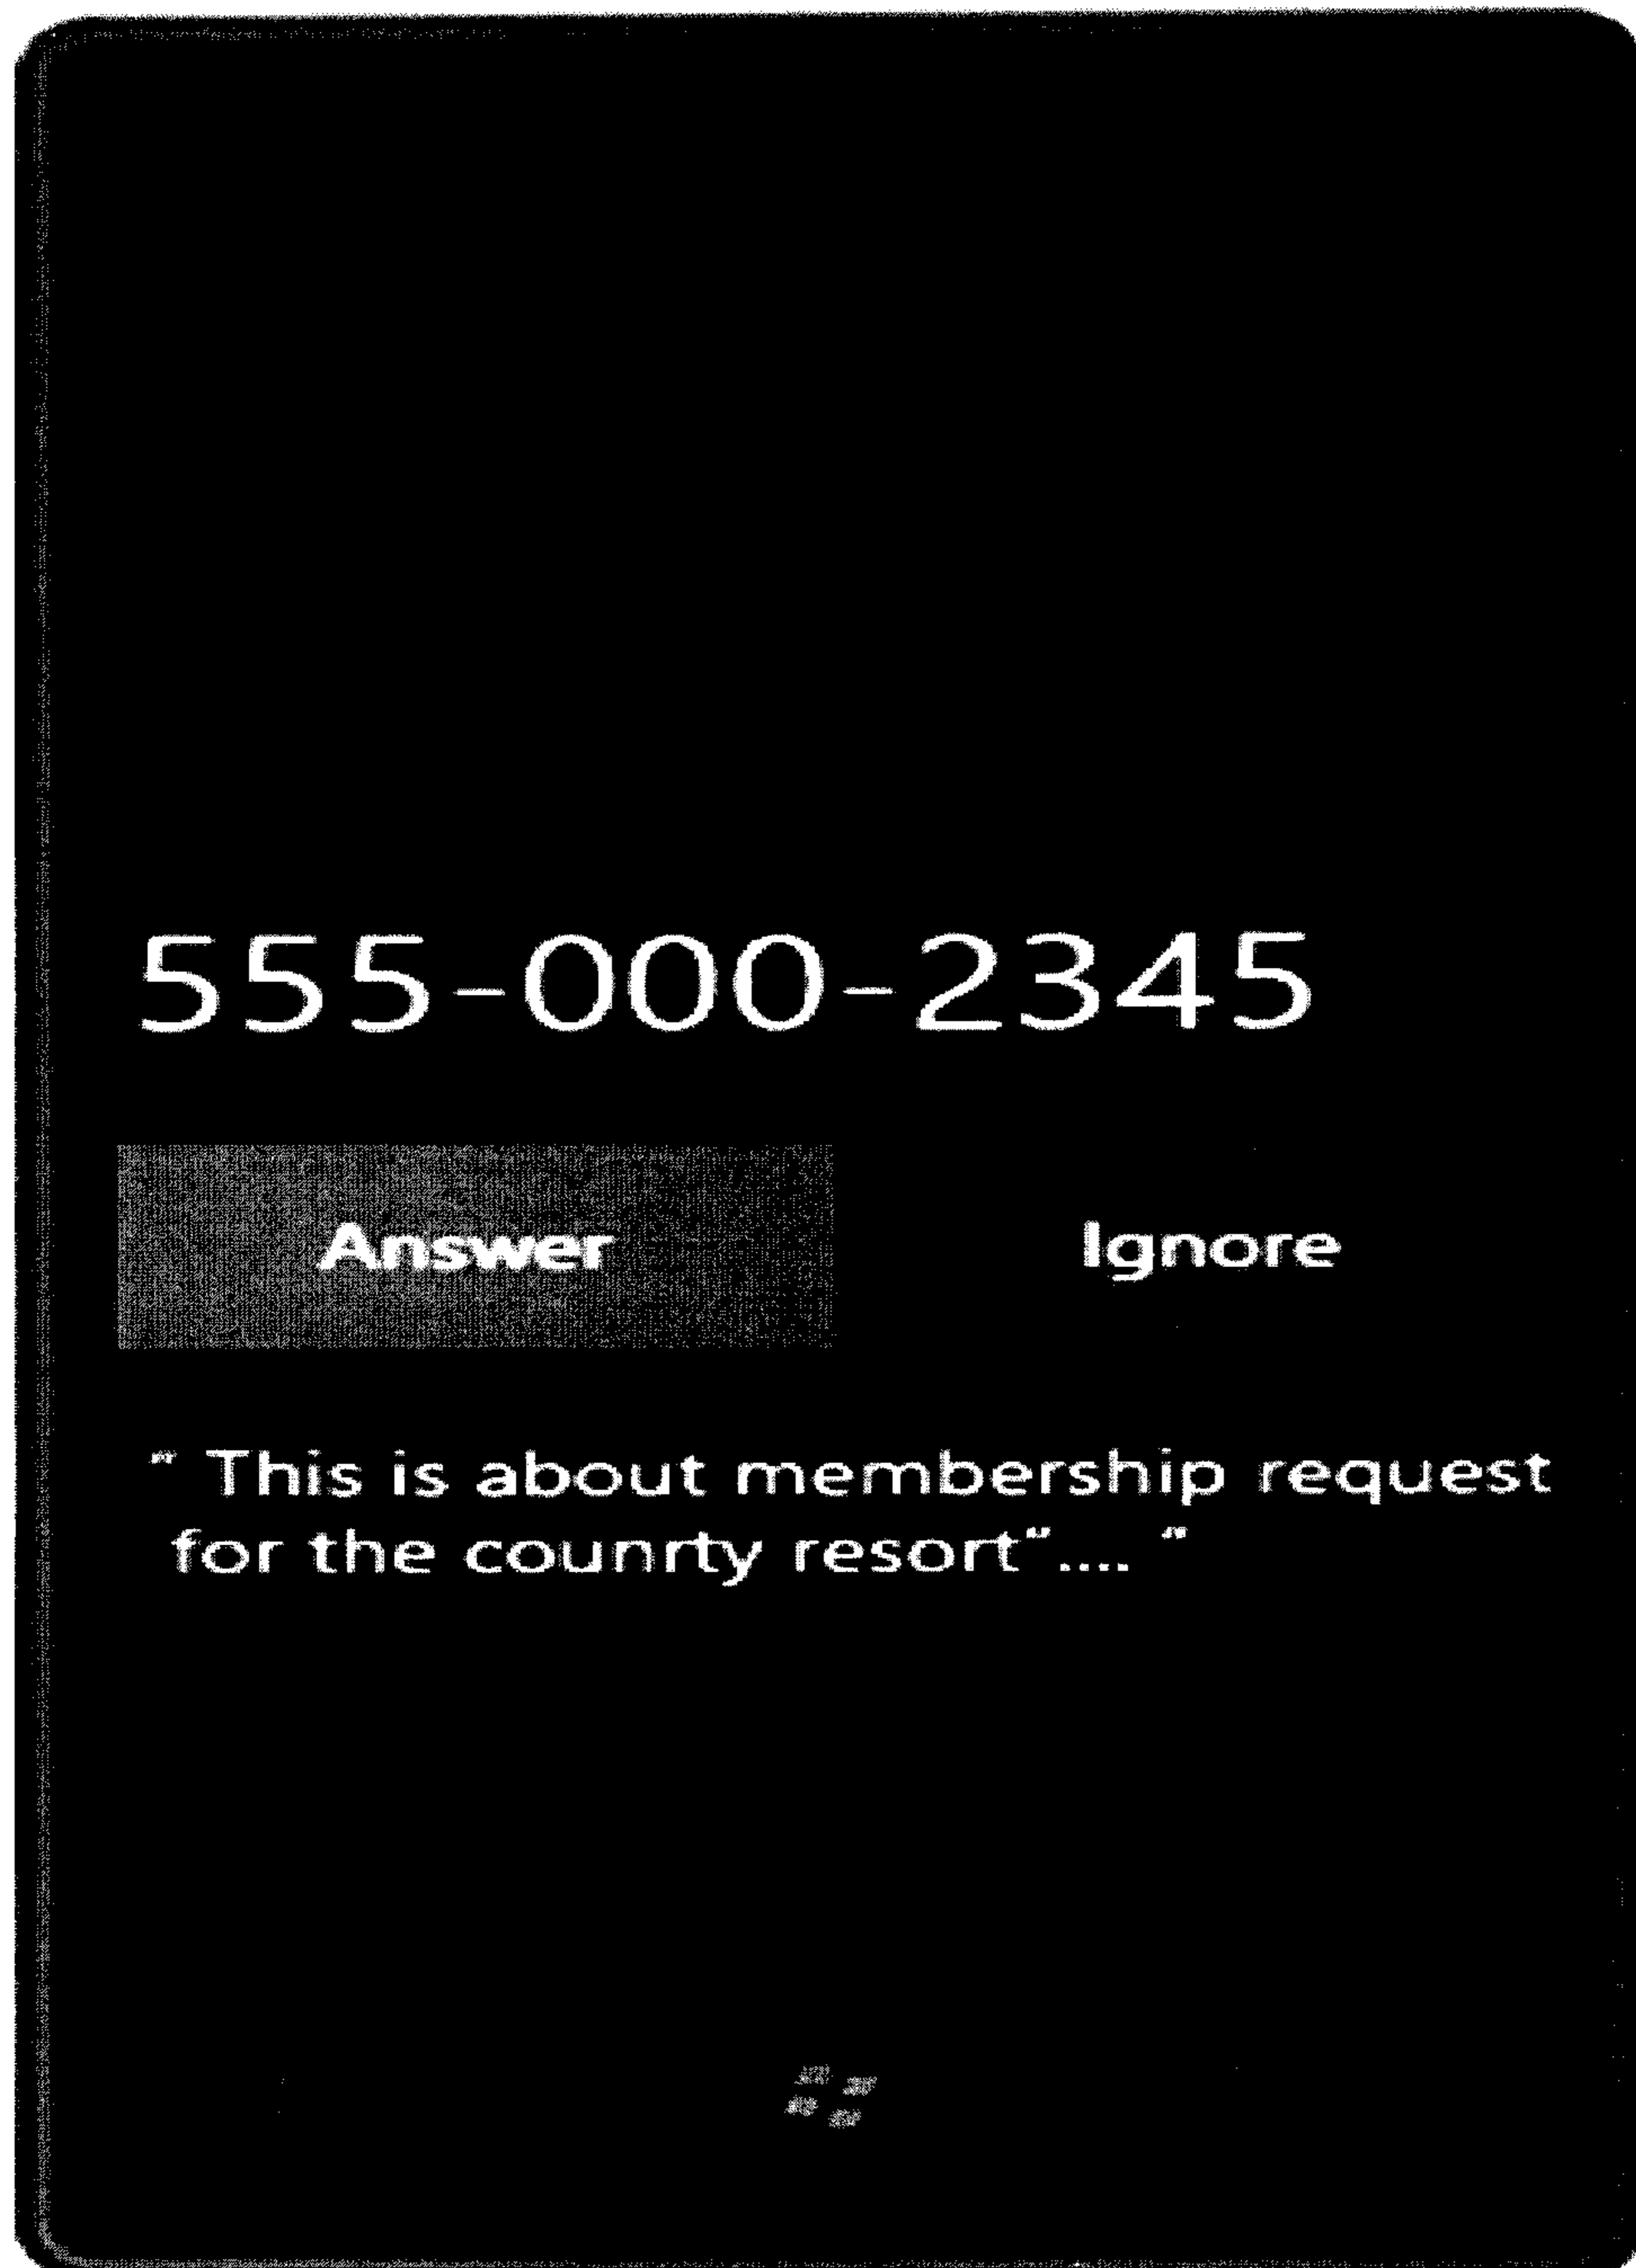 555-000-2345
Answer Ignore
“ This is about membership request
for the counrty resort“.... “